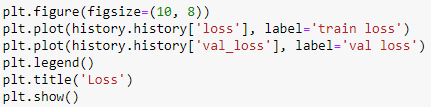 plt.figure(figsize=(10, 8))
plt.plot(history.history['loss'], label='train loss')
plt.plot(history.history['val_loss'], label='val loss')
plt.legend()
plt.title('Loss')
plt.show()